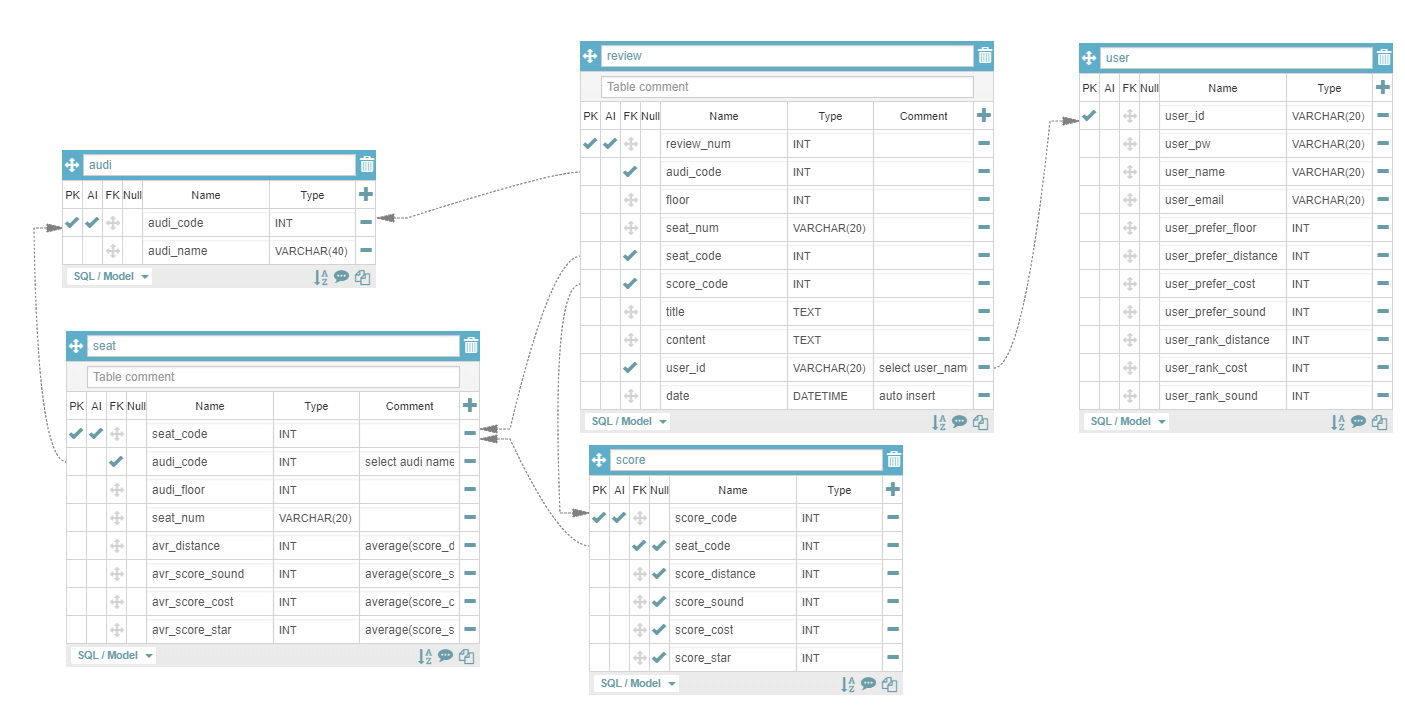 review
Table comment
PK AI FK Null Name Type Comment
review_num INT
audi_code INT
floor INT
seat_num VARCHAR(20)
seat_code INT
score_code INT
title TEXT
content TEXT
user_id VARCHAR(20) select user_nam
date DATETIME auto insert
SQL / Model
user
PK AI FK Null Name Type
user_id VARCHAR(20)
user_pw VARCHAR(20)
user_name VARCHAR(20)
user_email VARCHAR(20)
user_prefer_floor INT
user_prefer_distance INT
user_prefer_cost INT
user_prefer_sound INT
user_rank_distance INT
user_rank_cost INT
user_rank_sound INT
SQL / Model
audi
PK AI FK Null Name Type
audi_code INT
audi_name VARCHAR(40)
SQL / Model
seat
Table comment
PK AI FK Null Name Type Comment
seat_code INT
audi_code INT select audi name
audi_floor INT
seat_num VARCHAR(20)
avr_distance INT average(score_d
avr_score_sound INT average(score_s
avr_score_cost INT average(score_c
avr_score_star INT average(score_s
SQL / Model
score
PK AI FK Null Name Type
score_code INT
seat_code INT
score_distance INT
score_sound INT
score_cost INT
score_star INT
SQL / Model